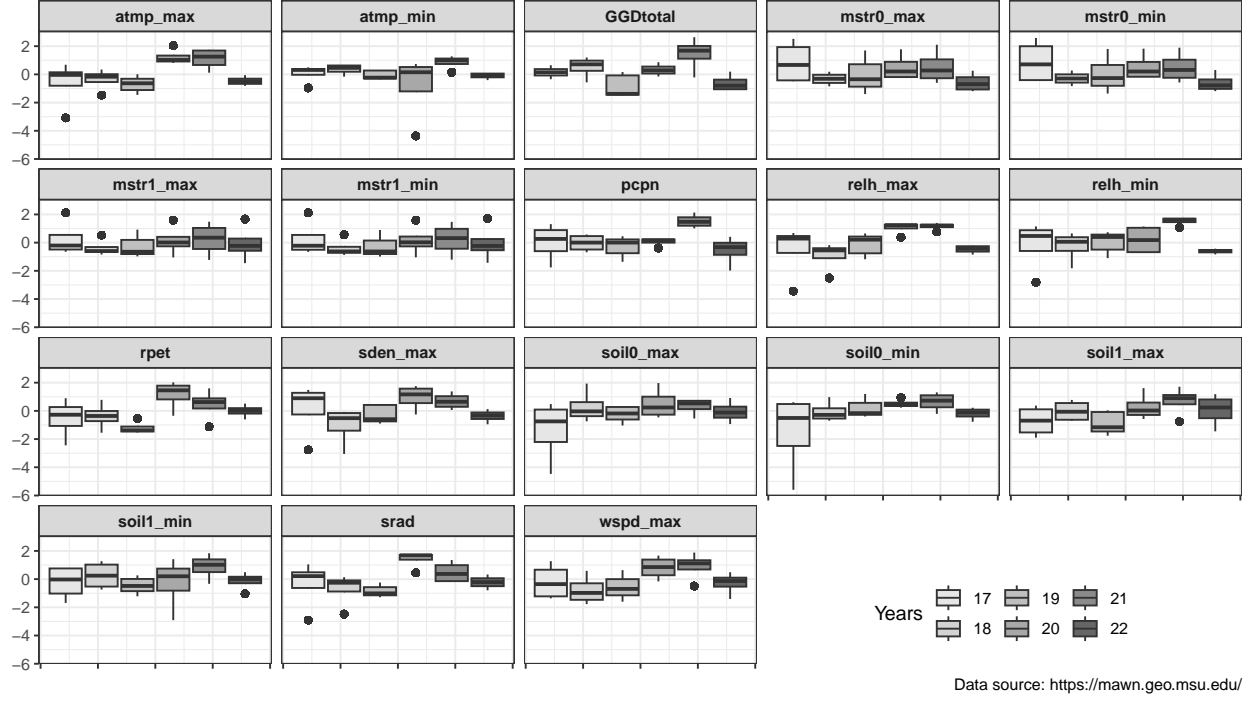 atmp_max atmp_min GGDtotal mstr0_max mstr0_min
2
0
−2
−4
−6
mstr1_max mstr1_min pcpn relh_max relh_min
2
0
−2
−4
−6
rpet sden_max soil0_max soil0_min soil1_max
2
0
−2
−4
−6
soil1_min srad wspd_max
2
0
−2
−4
−6
Years 17 19 21
18 20 22
Data source: https://mawn.geo.msu.edu/